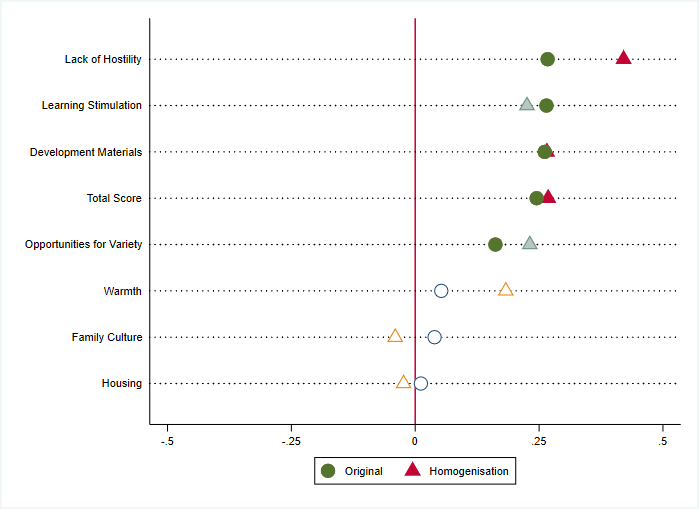 Lack of Hostility
Learning Stimulation
Development Materials
Total Score
Opportunities for Variety
Warmth
Family Culture
Housing
-.5 -.25 0 .25 .5
Original Homogenisation